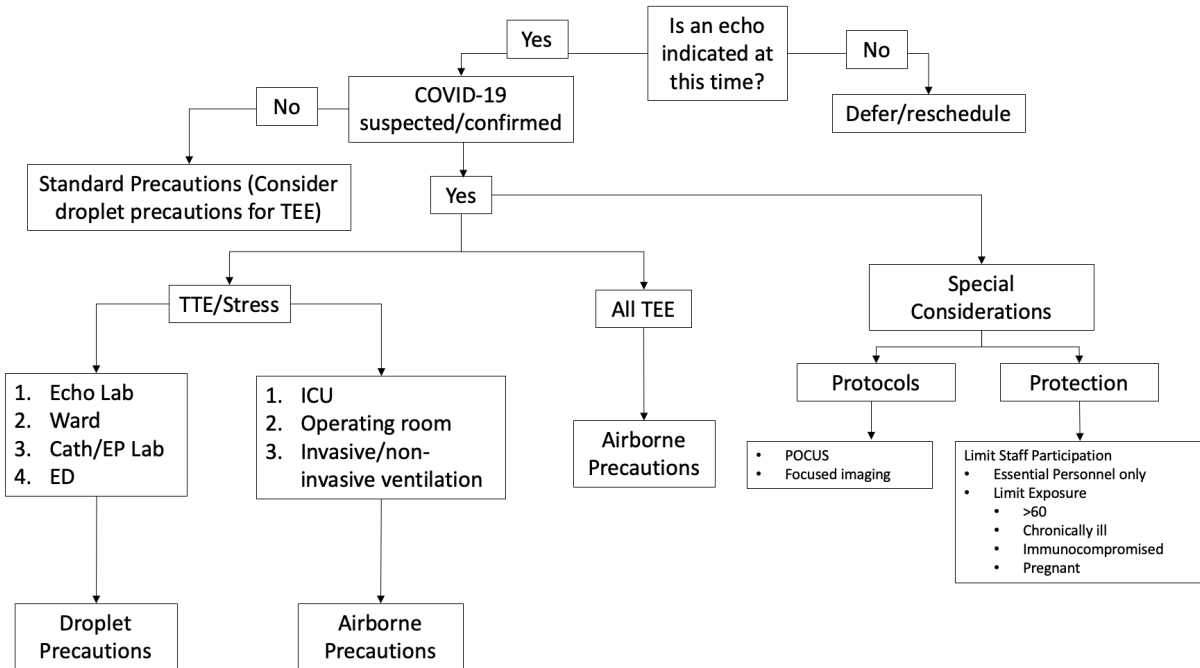 Is an echo
indicated at
this time?
Yes
No
Defer/reschedule
COVID-19
suspected/confirmed
No
Standard Precautions (Consider
droplet precautions for TEE)
Yes
TTE/Stress
All TEE
Special
Considerations
1. Echo Lab
2. Ward
3. Cath/EP Lab
4. ED
1. ICU
2. Operating room
3. Invasive/non-
invasive ventilation
Airborne
Precautions
Protocols
Protection
• POCUS
• Focused imaging
Limit Staff Participation
• Essential Personnel only
• Limit Exposure
• >60
• Chronically ill
• Immunocompromised
• Pregnant
Droplet
Precautions
Airborne
Precautions